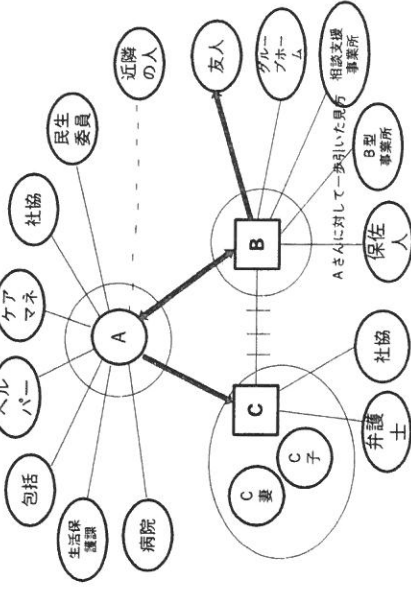 包括
ヘル
パー
ケア
マネ
社協
民生
委員
近隣
の人
生活保
護課
病院
A
友人
グループホー
ム
相談支援
事業所
B型
事業所
保佐
人
B
Aさんに対して一歩引いた見方
C
C
妻
C
子
弁護
士
社協